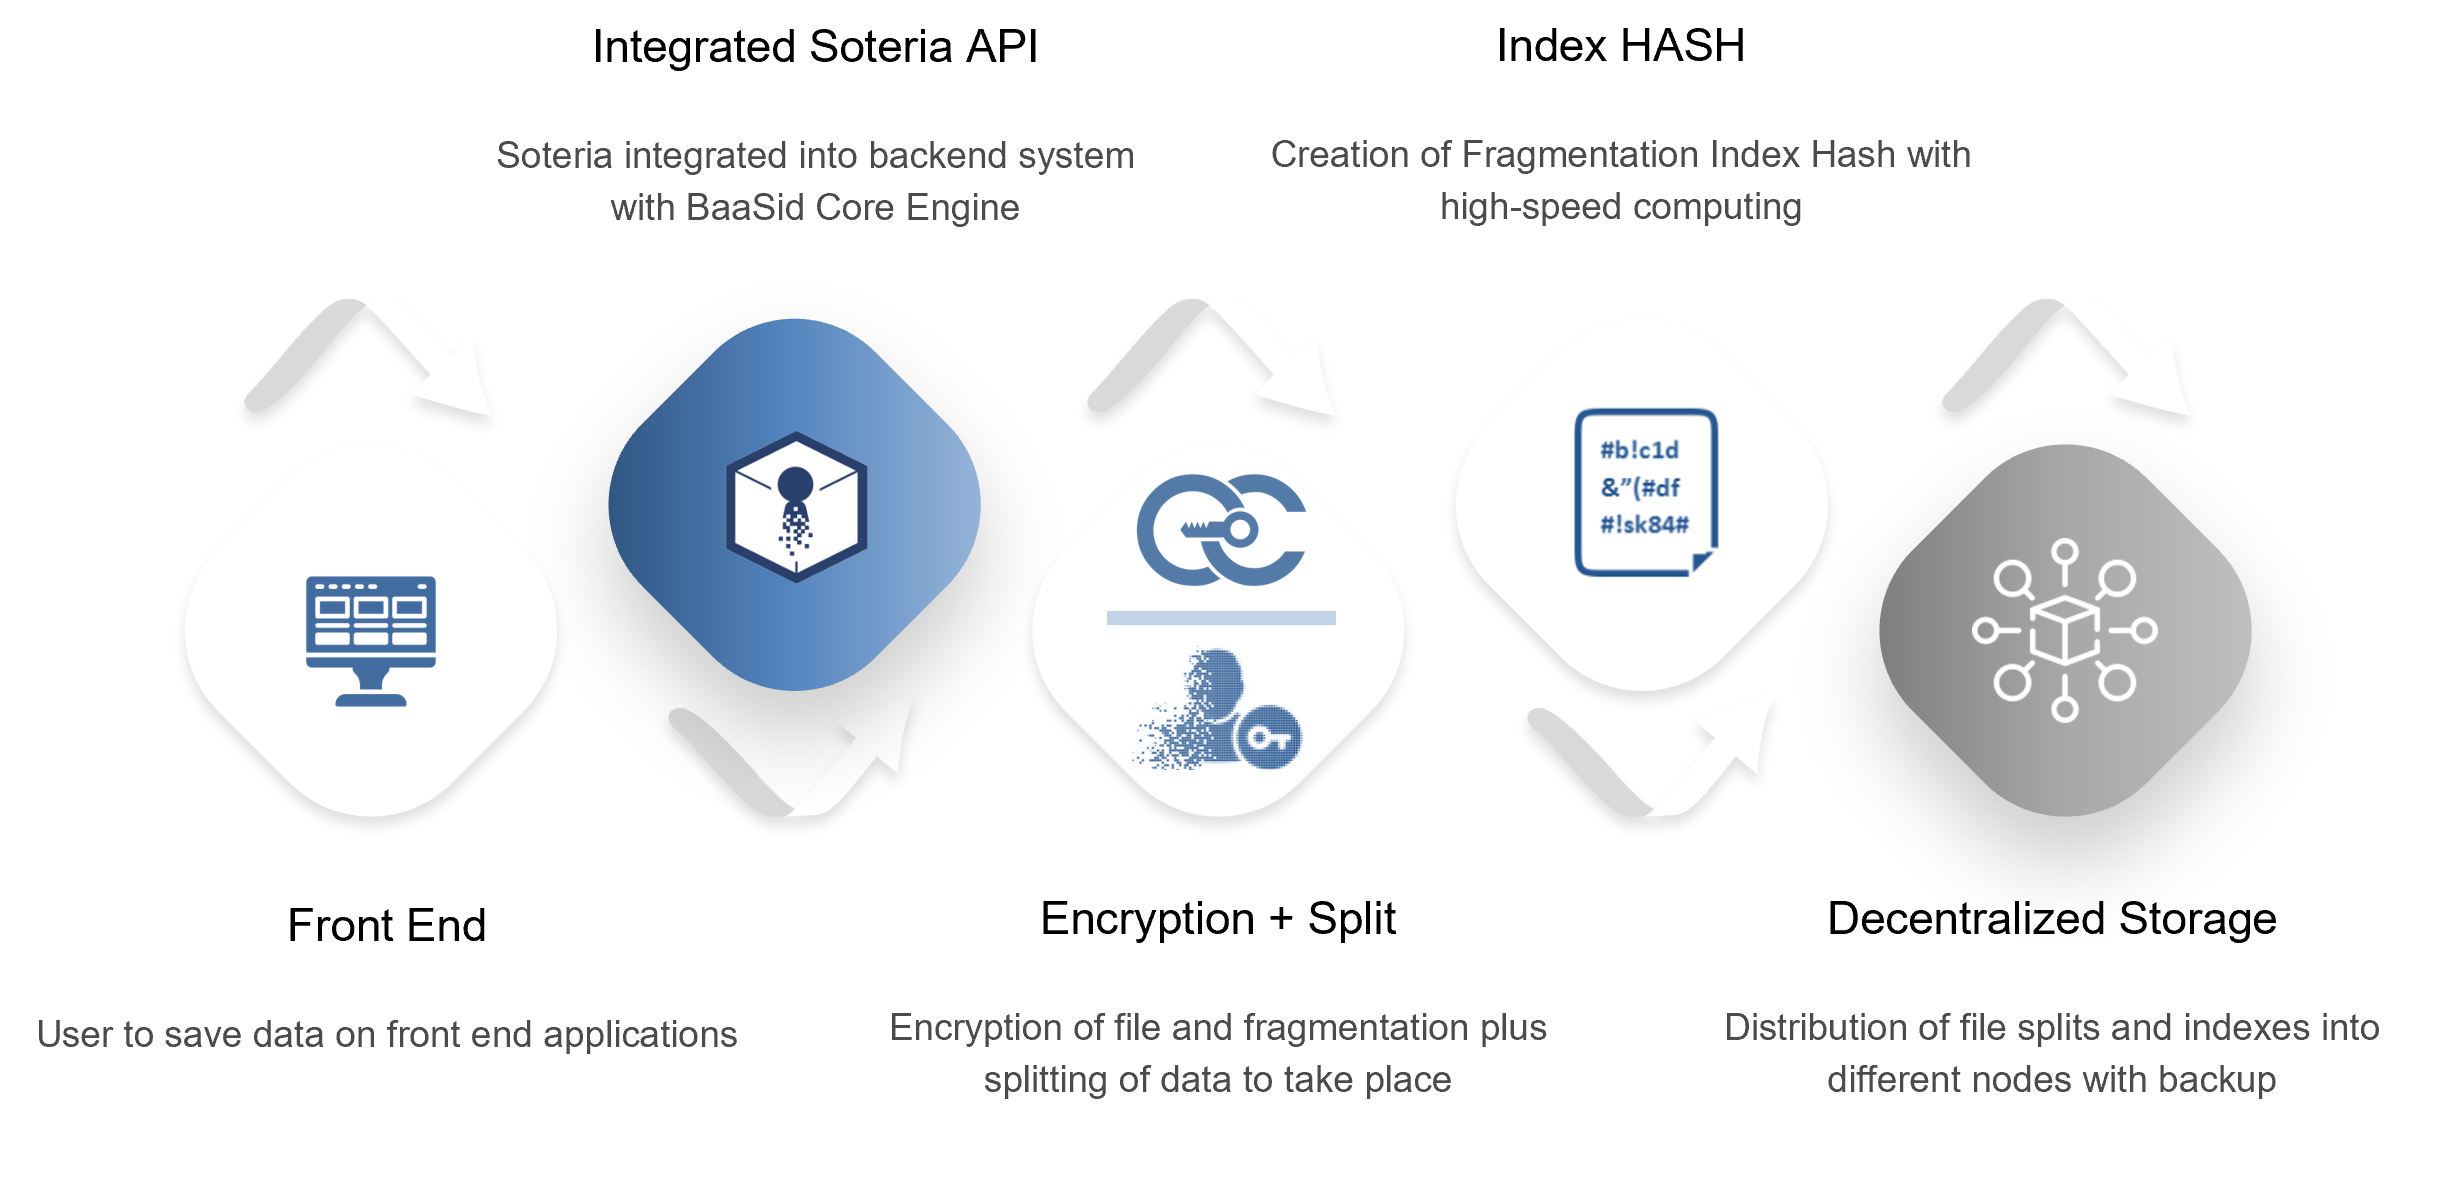 Integrated Soteria API
Soteria integrated into backend system
with BaaSid Core Engine
Index HASH
Creation of Fragmentation Index Hash with
high-speed computing
#b!c1d
&”(#df
#!sk84#
Front End
User to save data on front end applications
Encryption + Split
Encryption of file and fragmentation plus
splitting of data to take place
Decentralized Storage
Distribution of file splits and indexes into
different nodes with backup